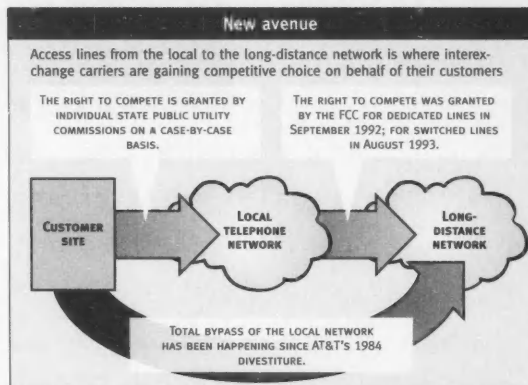 New avenue
Access lines from the local to the long-distance network is where interex-
change carriers are gaining competitive choice on behalf of their customers
THE RIGHT TO COMPETE IS GRANTED BY
INDIVIDUAL STATE PUBLIC UTILITY
COMMISSIONS ON A CASE-BY-CASE
BASIS.
THE RIGHT TO COMPETE WAS GRANTED
BY THE FCC FOR DEDICATED LINES IN
SEPTEMBER 1992; FOR SWITCHED LINES
IN AUGUST 1993.
CUSTOMER
SITE
LOCAL
TELEPHONE
NETWORK
LONG-
DISTANCE
NETWORK
TOTAL BYPASS OF THE LOCAL NETWORK
HAS BEEN HAPPENING SINCE AT&T'S 1984
DIVESTITURE.